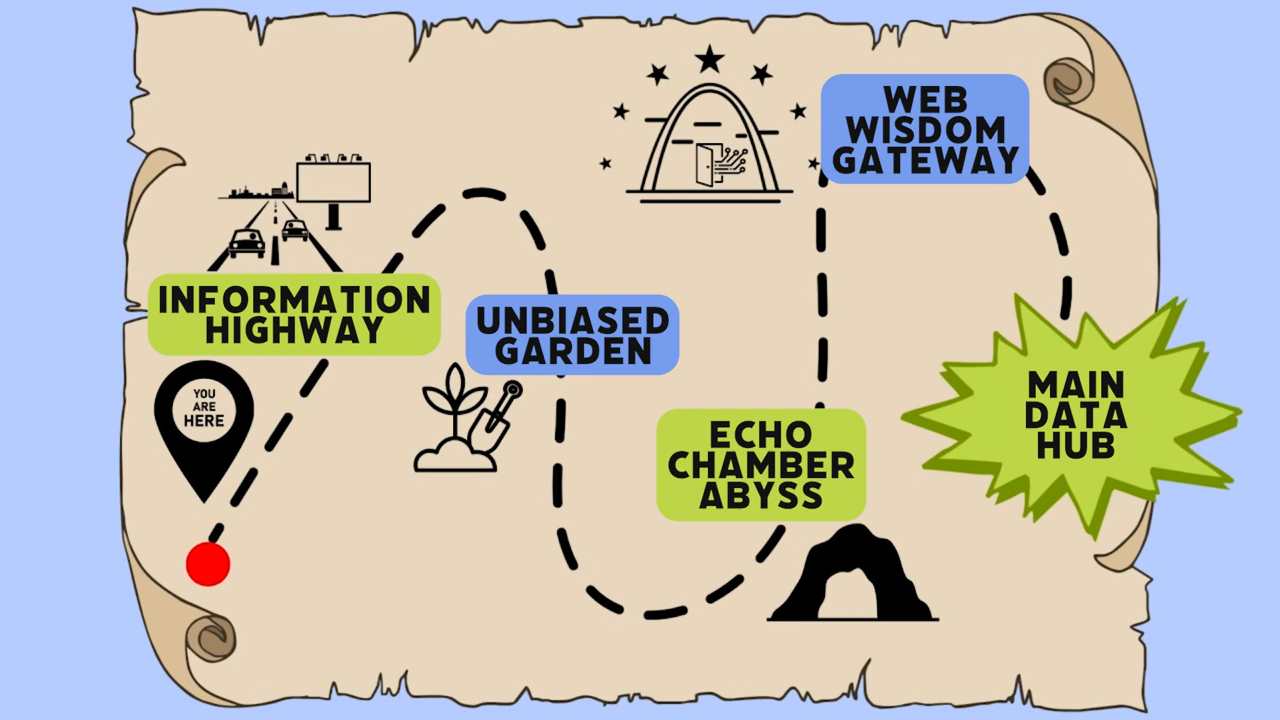 WEB
WISDOM
GATEWAY
INFORMATION
HIGHWAY
UNBIASED
GARDEN
YOU
ARE
HERE
ECHO
CHAMBER
ABYSS
MAIN
DATA
HUB